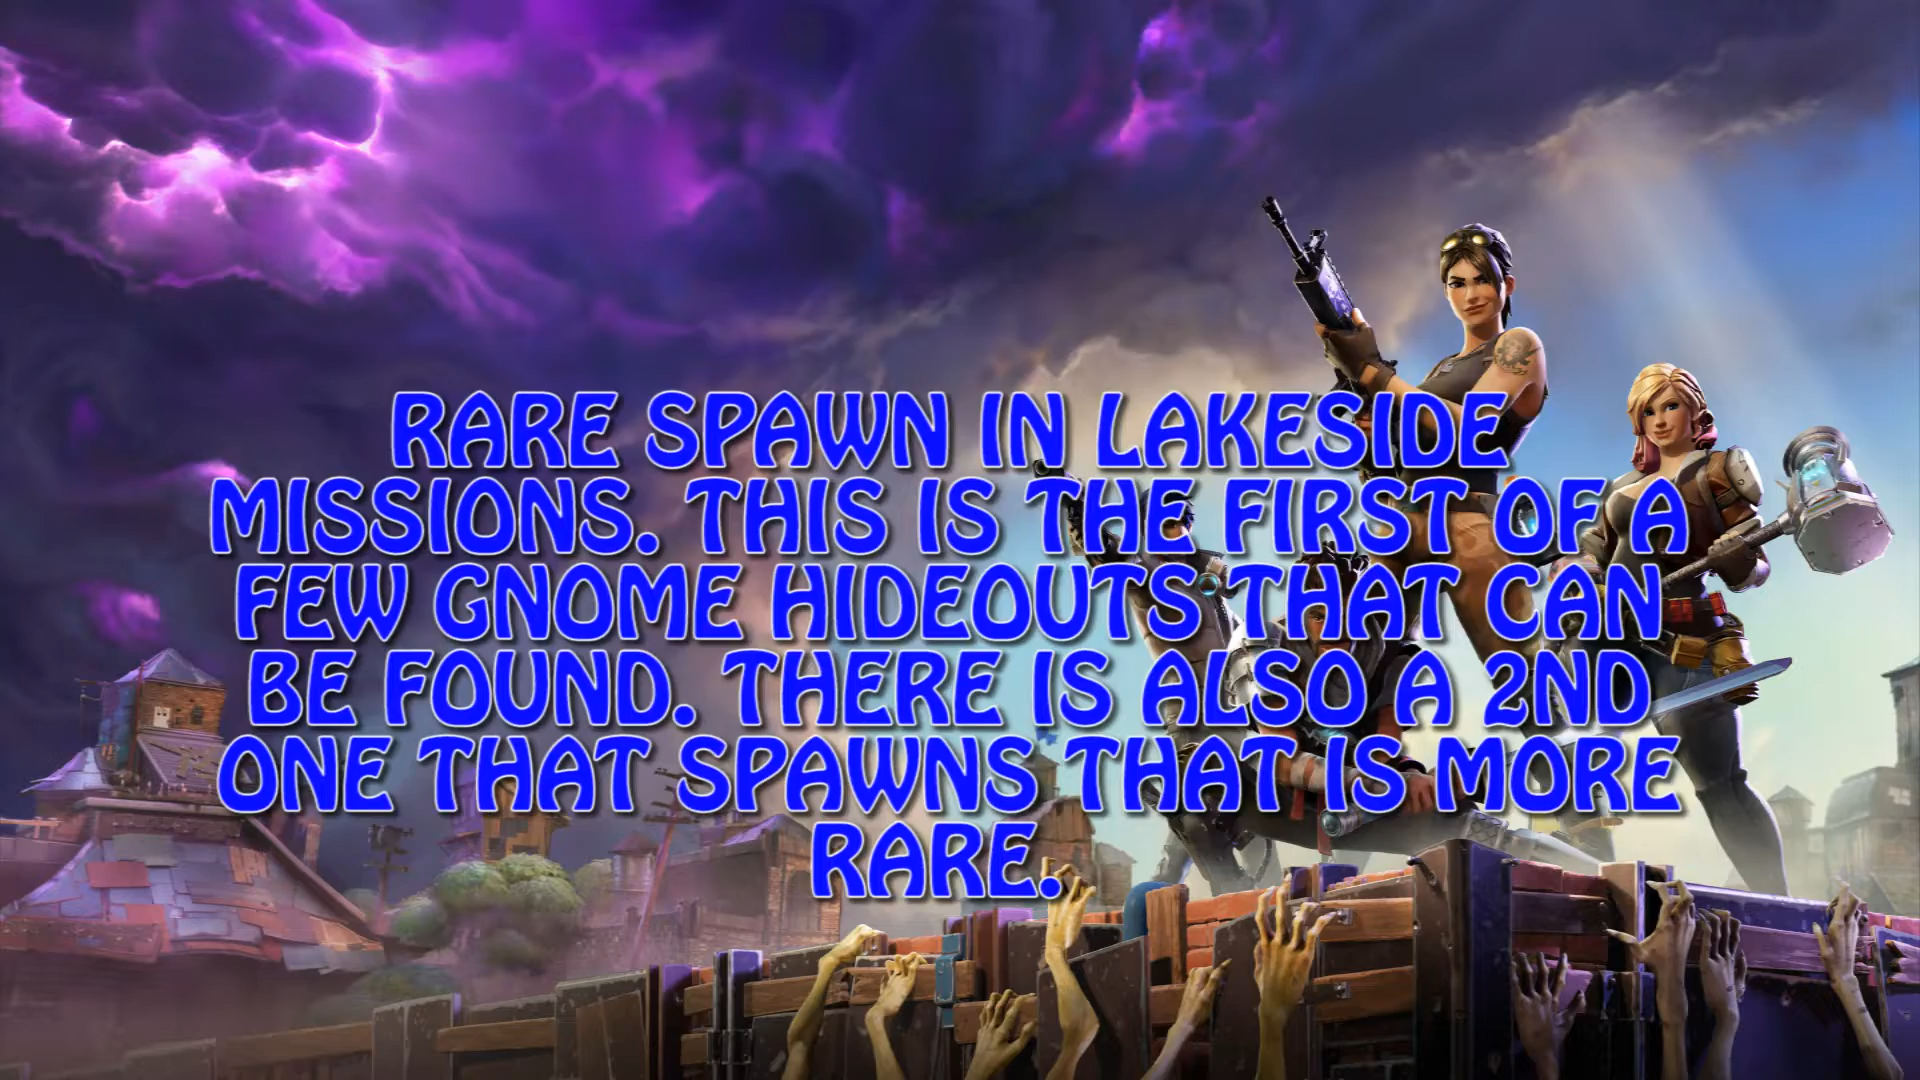 RARE SPAWN IN LAKESIDE
MISSIONS. THIS IS THE FIRST OF A
FEW GNOME HIDEOUTS THAT CAN
BE FOUND. THERE IS ALSO A 2ND
ONE THAT SPAWNS THAT IS MORE
RARE.